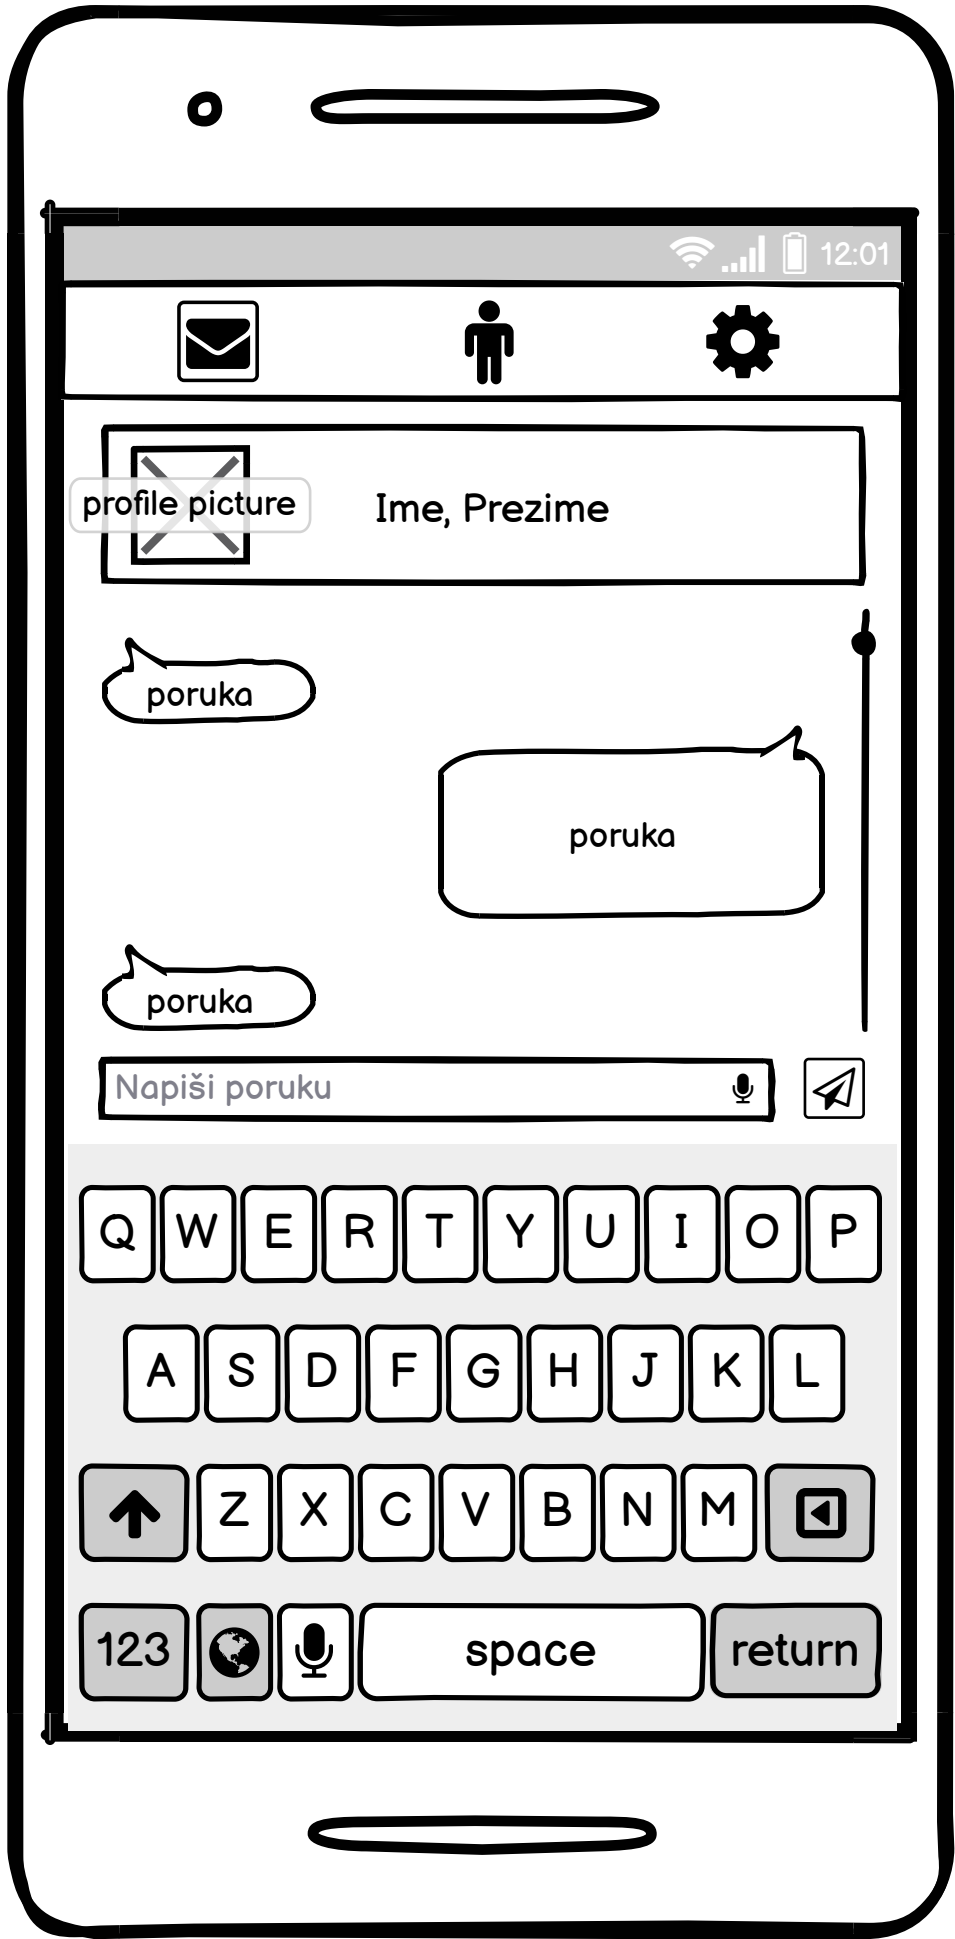 12:01
profile picture
Ime, Prezime
poruka
poruka
poruka
Napiši poruku
Q W E R T Y U I O P
A S D F G H J K L
Z X C V B N M
123 space return